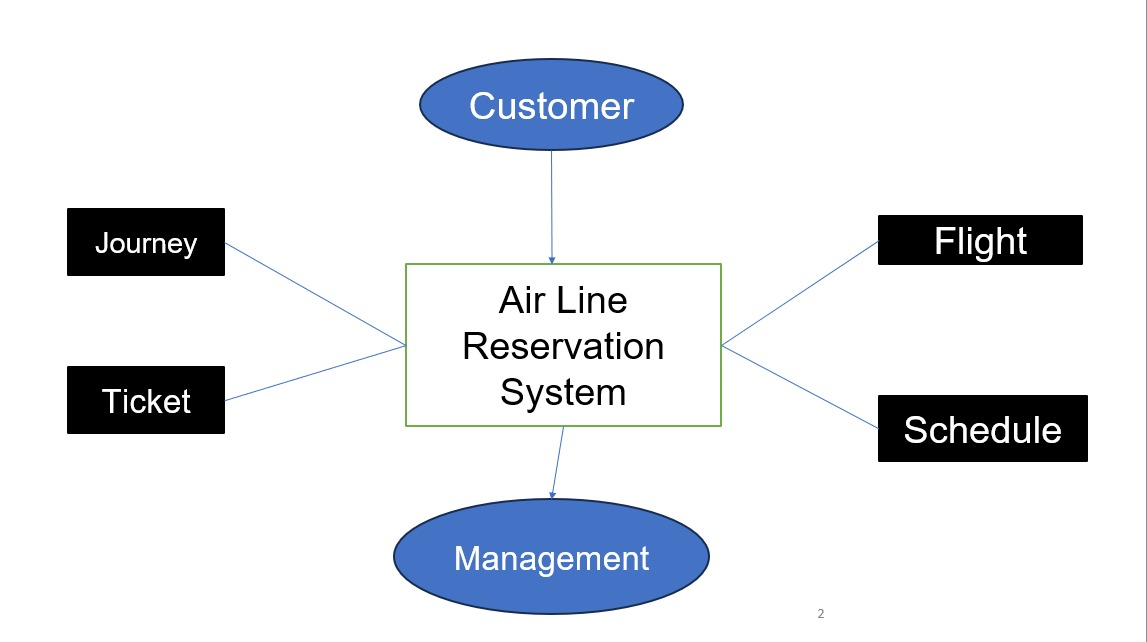 Customer
Journey
Flight
Air Line
Reservation
System
Ticket
Schedule
Management
2